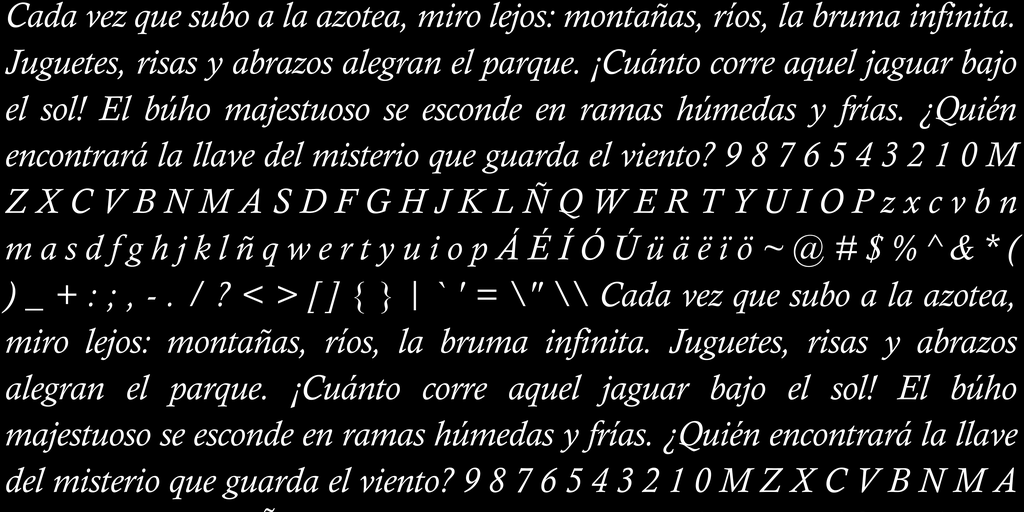 Cada vez que subo a la azotea, miro lejos: montañas, ríos, la bruma infinita.
Juguetes, risas y abrazos alegran el parque. ¡Cuánto corre aquel jaguar bajo
el sol! El búho majestuoso se esconde en ramas húmedas y frías. ¿Quién
encontrará la llave del misterio que guarda el viento? 9 8 7 6 5 4 3 2 1 0 M
Z X C V B N M A S D F G H J K L Ñ Q W E R T Y U I O P z x c v b n
m a s d f g h j k l ñ q w e r t y u i o p Á É Í Ó Ú ü ä ë ï ö ~ @ # $ % ^ & * (
) _ + : ; , - . / ? < > [ ] { } | ` ' = \" \\ Cada vez que subo a la azotea,
miro lejos: montañas, ríos, la bruma infinita. Juguetes, risas y abrazos
alegran el parque. ¡Cuánto corre aquel jaguar bajo el sol! El búho
majestuoso se esconde en ramas húmedas y frías. ¿Quién encontrará la llave
del misterio que guarda el viento? 9 8 7 6 5 4 3 2 1 0 M Z X C V B N M A